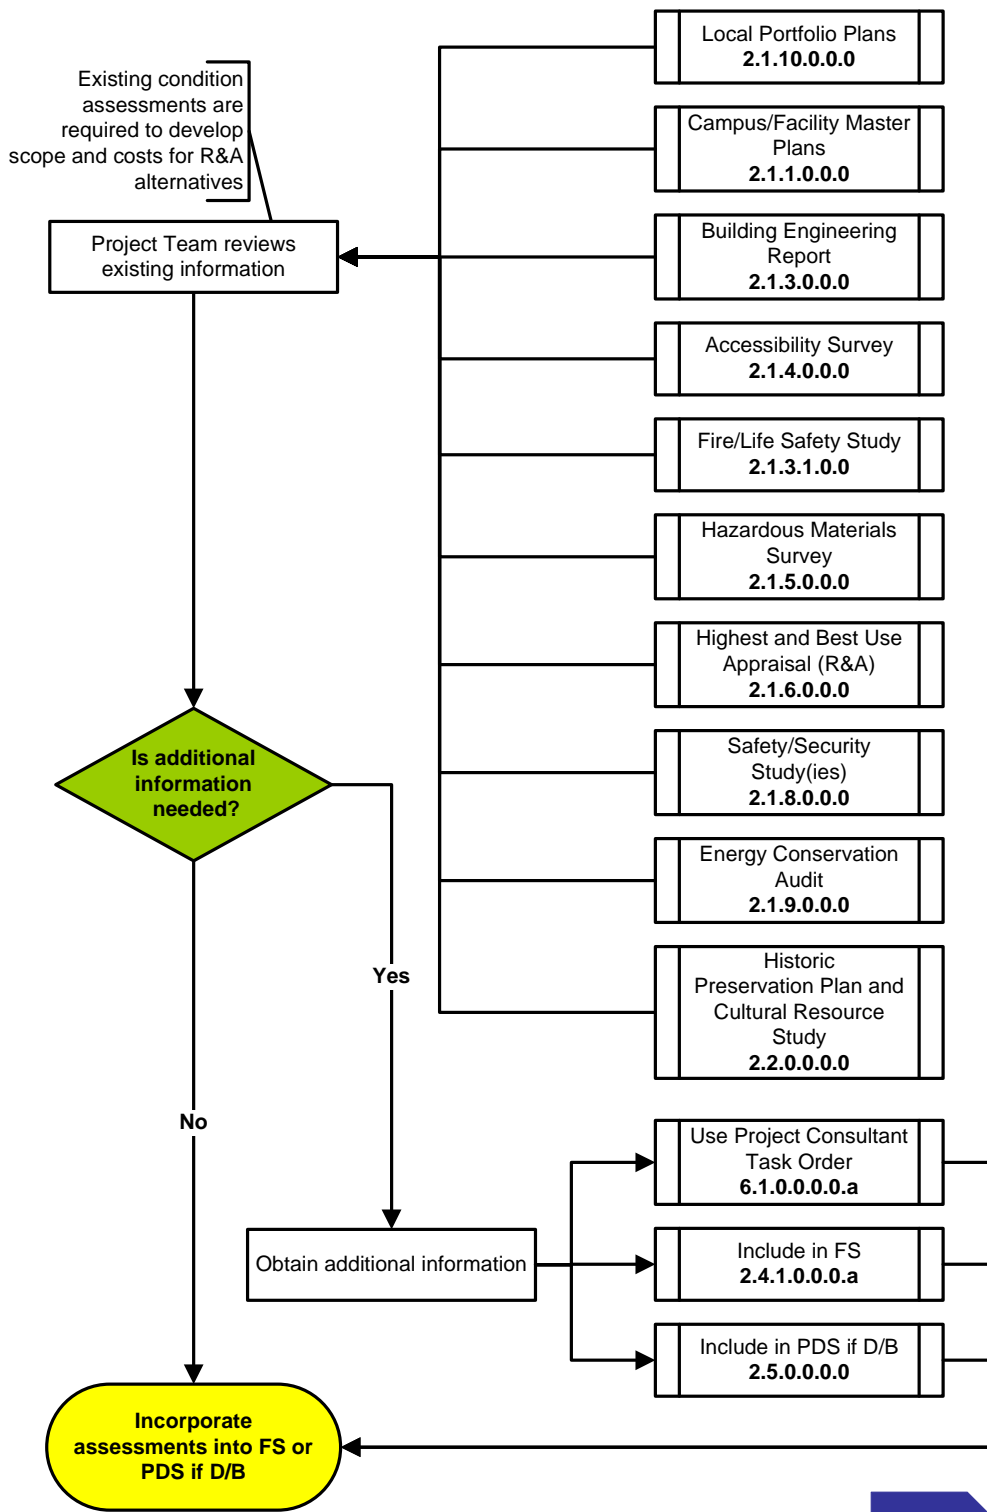 Existing condition
assessments are
required to develop
scope and costs for R&A
alternatives
Project Team reviews
existing information
Local Portfolio Plans
2.1.10.0.0.0
Campus/Facility Master
Plans
2.1.1.0.0.0
Building Engineering
Report
2.1.3.0.0.0
Accessibility Survey
2.1.4.0.0.0
Fire/Life Safety Study
2.1.3.1.0.0
Hazardous Materials
Survey
2.1.5.0.0.0
Highest and Best Use
Appraisal (R&A)
2.1.6.0.0.0
Safety/Security
Study(ies)
2.1.8.0.0.0
Energy Conservation
Audit
2.1.9.0.0.0
Historic
Preservation Plan and
Cultural Resource
Study
2.2.0.0.0.0
Is additional
information
needed?
Yes
No
Obtain additional information
Use Project Consultant
Task Order
6.1.0.0.0.0.a
Include in FS
2.4.1.0.0.0.a
Include in PDS if D/B
2.5.0.0.0.0
Incorporate
assessments into FS or
PDS if D/B